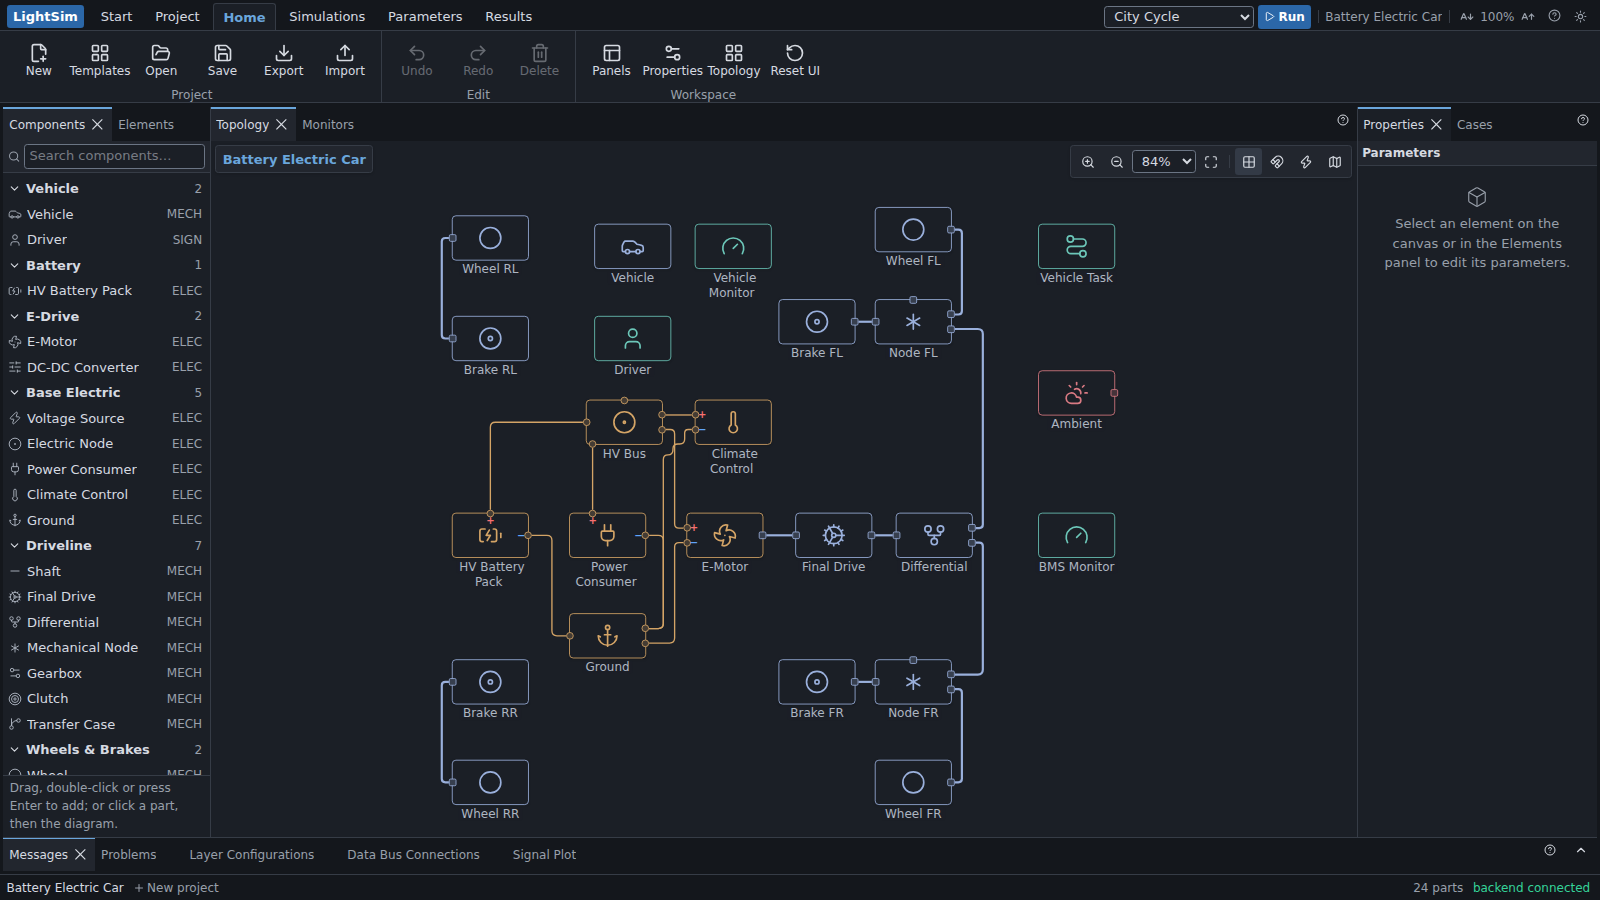 LightSim Start Project Home Simulations Parameters Results City Cycle Run Battery Electric Car 100%
New Templates Open Save Export Import Undo Redo Delete Panels Properties Topology Reset UI
Project Edit Workspace
Components Elements Topology Monitors Properties Cases
Search components...
Battery Electric Car
84%
Parameters
Select an element on the
canvas or in the Elements
panel to edit its parameters.
Vehicle 2
Vehicle MECH
Driver SIGN
Battery 1
HV Battery Pack ELEC
E-Drive 2
E-Motor ELEC
DC-DC Converter ELEC
Base Electric 5
Voltage Source ELEC
Electric Node ELEC
Power Consumer ELEC
Climate Control ELEC
Ground ELEC
Driveline 7
Shaft MECH
Final Drive MECH
Differential MECH
Mechanical Node MECH
Gearbox MECH
Clutch MECH
Transfer Case MECH
Wheels & Brakes 2
Wheel MECH
Drag, double-click or press
Enter to add; or click a part,
then the diagram.
Wheel RL
Vehicle
Vehicle
Monitor
Wheel FL
Vehicle Task
Brake RL
Driver
Brake FL
Node FL
Ambient
HV Bus
Climate
Control
HV Battery
Pack
Power
Consumer
E-Motor
Final Drive
Differential
BMS Monitor
Ground
Brake RR
Brake FR
Node FR
Wheel RR
Wheel FR
Messages Problems Layer Configurations Data Bus Connections Signal Plot
Battery Electric Car + New project 24 parts backend connected